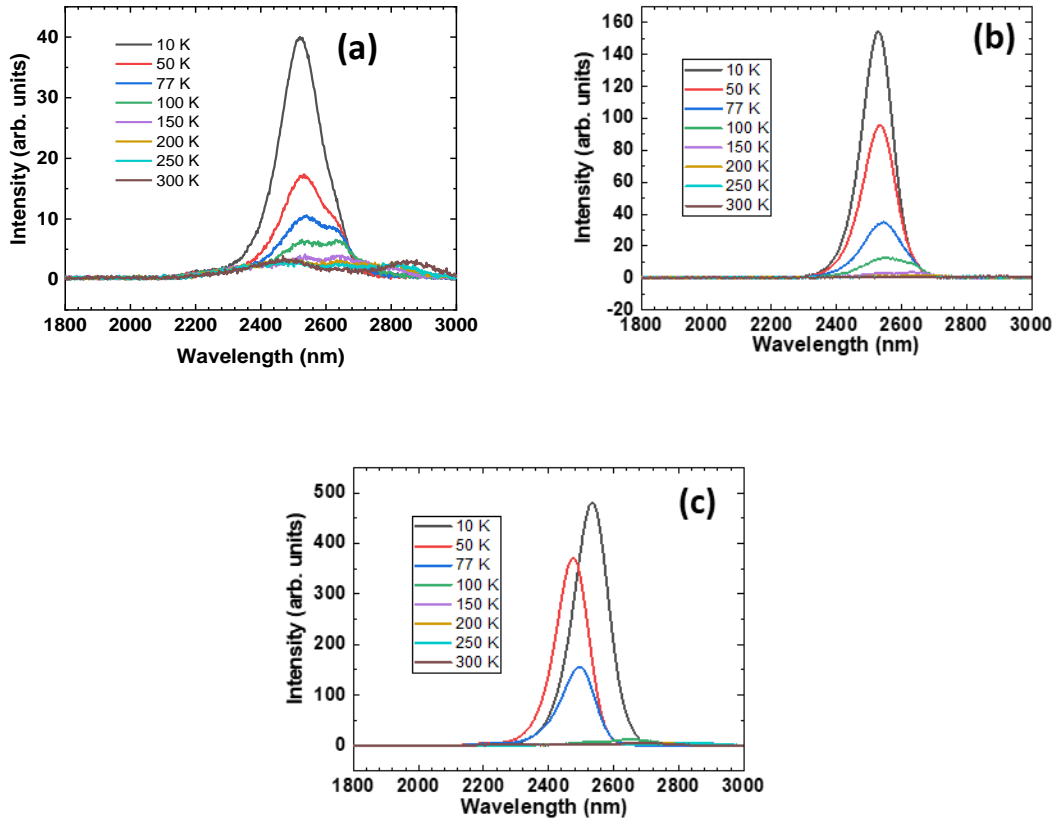 (a)
Intensity (arb. units)
40
30
20
10
0
10 K
50 K
77 K
100 K
150 K
200 K
250 K
300 K
1800 2000 2200 2400 2600 2800 3000
Wavelength (nm)
(b)
Intensity (arb. units)
160
140
120
100
80
60
40
20
0
-20
10 K
50 K
77 K
100 K
150 K
200 K
250 K
300 K
1800 2000 2200 2400 2600 2800 3000
Wavelength (nm)
(c)
Intensity (arb. units)
500
400
300
200
100
0
10 K
50 K
77 K
100 K
150 K
200 K
250 K
300 K
1800 2000 2200 2400 2600 2800 3000
Wavelength (nm)